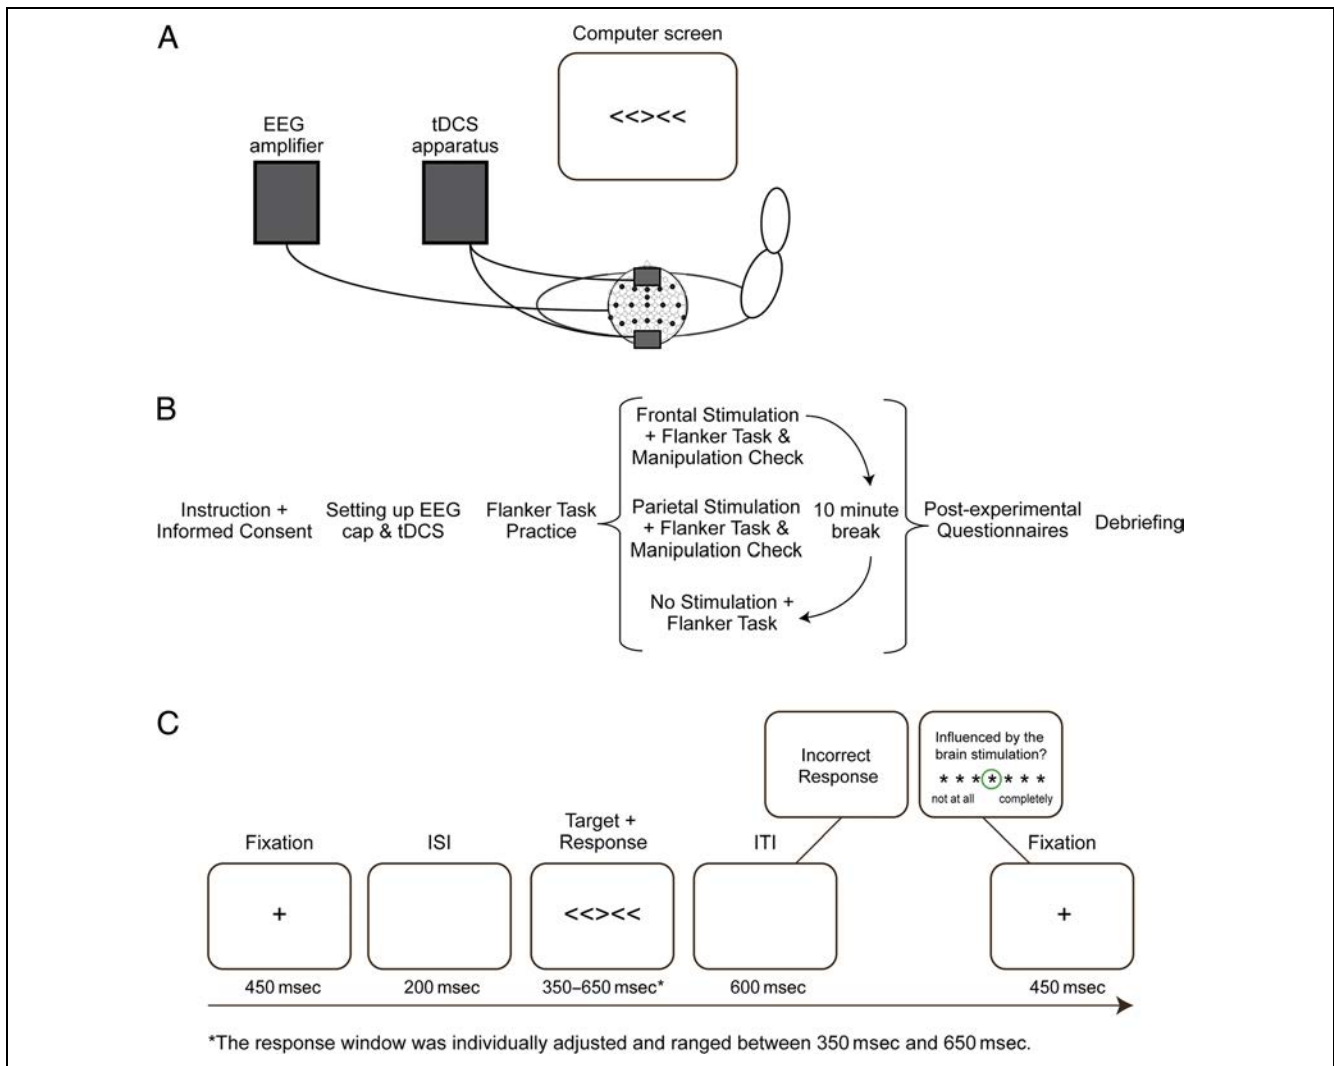 A
Computer screen
<<><<
EEG
amplifier
tDCS
apparatus
B
Instruction +
Informed Consent
Setting up EEG
cap & tDCS
Flanker Task
Practice
Frontal Stimulation
+ Flanker Task &
Manipulation Check
Parietal Stimulation
+ Flanker Task &
Manipulation Check
No Stimulation +
Flanker Task
10 minute
break
Post-experimental
Questionnaires
Debriefing
C
Incorrect
Response
Influenced by the
brain stimulation?
* * * * * * *
not at all completely
Fixation
+
450 msec
ISI
200 msec
Target +
Response
<<><<
350–650 msec*
ITI
600 msec
Fixation
+
450 msec
*The response window was individually adjusted and ranged between 350 msec and 650 msec.